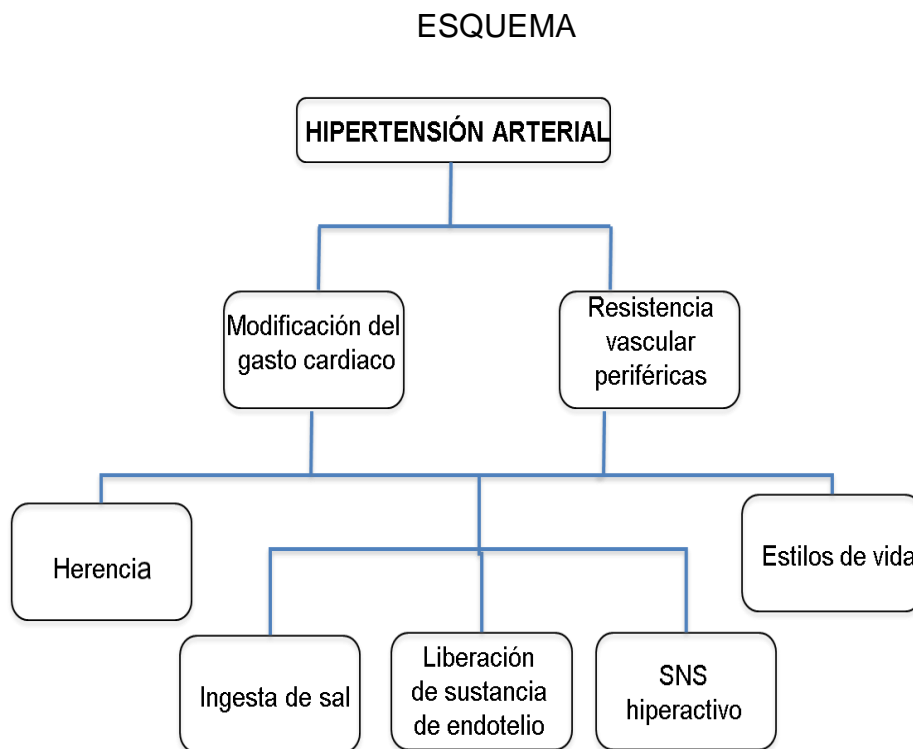 ESQUEMA
HIPERTENSIÓN ARTERIAL
Modificación del
gasto cardiaco
Resistencia
vascular
periféricas
Herencia
Estilos de vida
Ingesta de sal
Liberación
de sustancia
de endotelio
SNS
hiperactivo